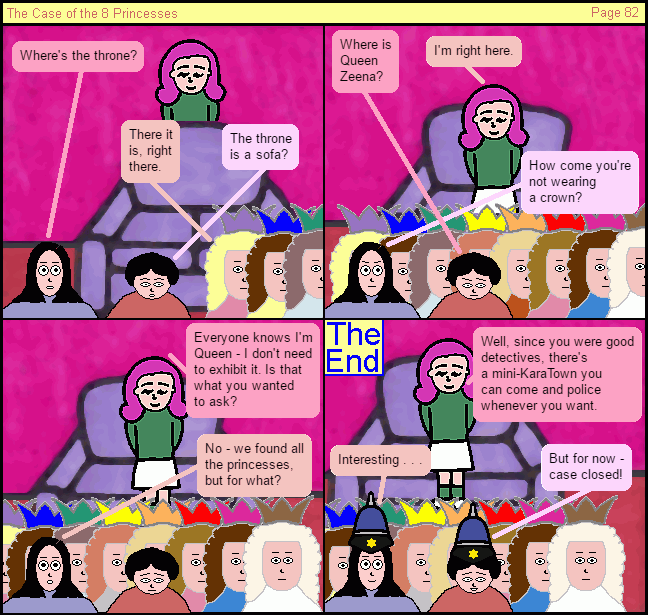 The Case of the 8 Princesses
Page 82
Where's the throne?
There it
is, right
there.
The throne
is a sofa?
Where is
Queen
Zeena?
I'm right here.
How come you're
not wearing
a crown?
Everyone knows I'm
Queen - I don't need
to exhibit it. Is that
what you wanted
to ask?
No - we found all
the princesses,
but for what?
The
End
Well, since you were good
detectives, there's
a mini-KaraTown you
can come and police
whenever you want.
Interesting . . .
But for now -
case closed!